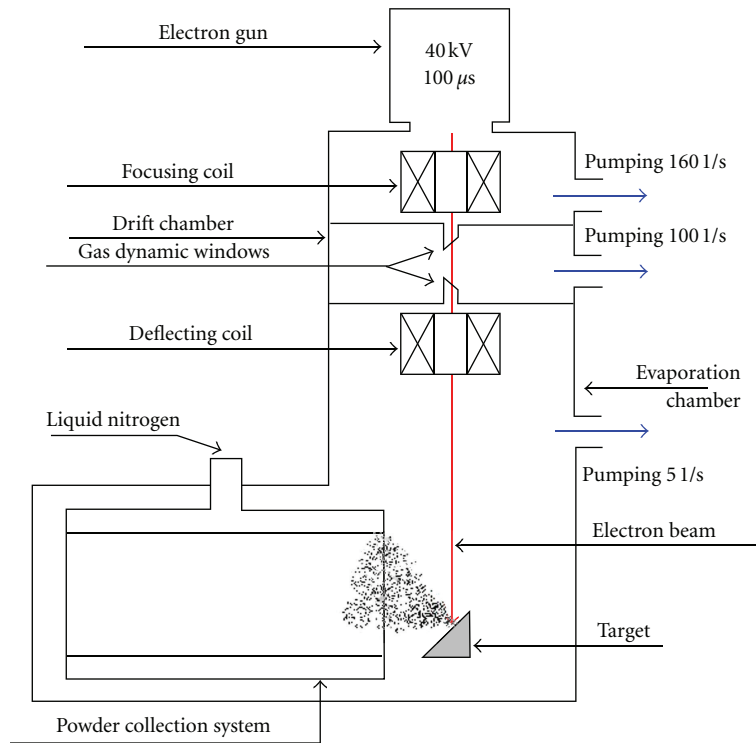 Electron gun
40 kV
100 μs
Pumping 160 l/s
Focusing coil
Drift chamber
Pumping 100 l/s
Gas dynamic windows
Deflecting coil
Evaporation
chamber
Liquid nitrogen
Pumping 5 l/s
Electron beam
Target
Powder collection system